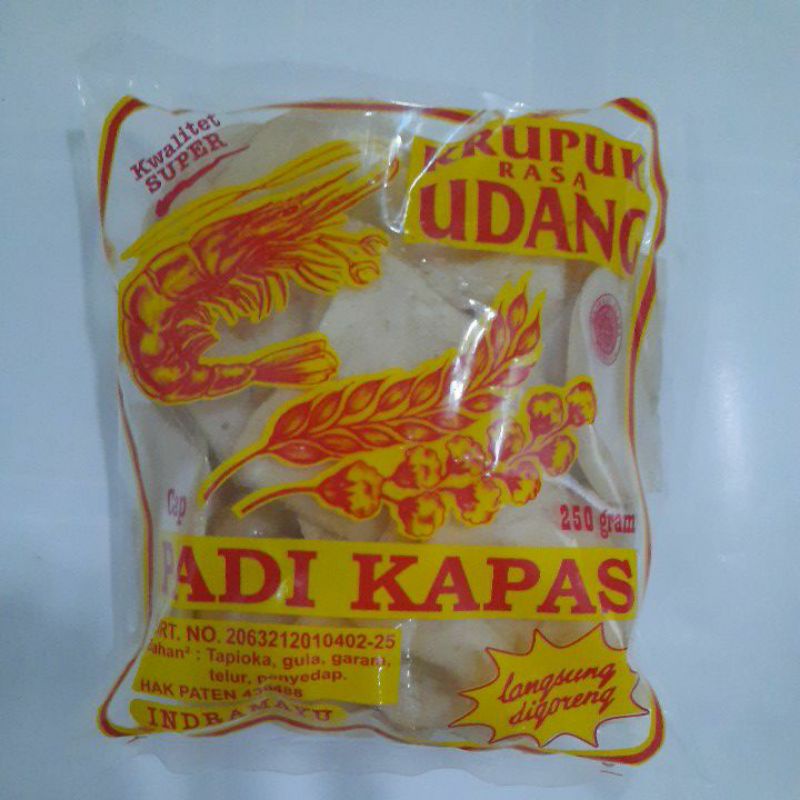 Kwalitet
SUPER
KRUPUK
RASA
UDANG
Cap
250 gram
PADI KAPAS
PRT. NO. 2063212010402-25
Bahan² : Tapioka, gula, garam,
telur, penyedap.
HAK PATEN
INDRAMAYU
langsung
digoreng